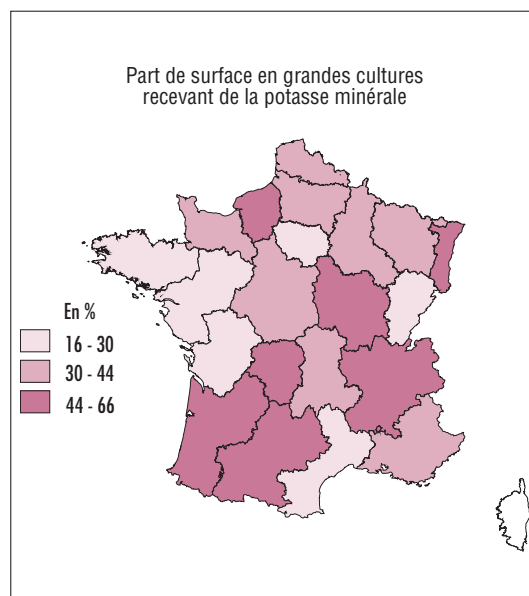 Part de surface en grandes cultures
recevant de la potasse minérale
En %
16 - 30
30 - 44
44 - 66